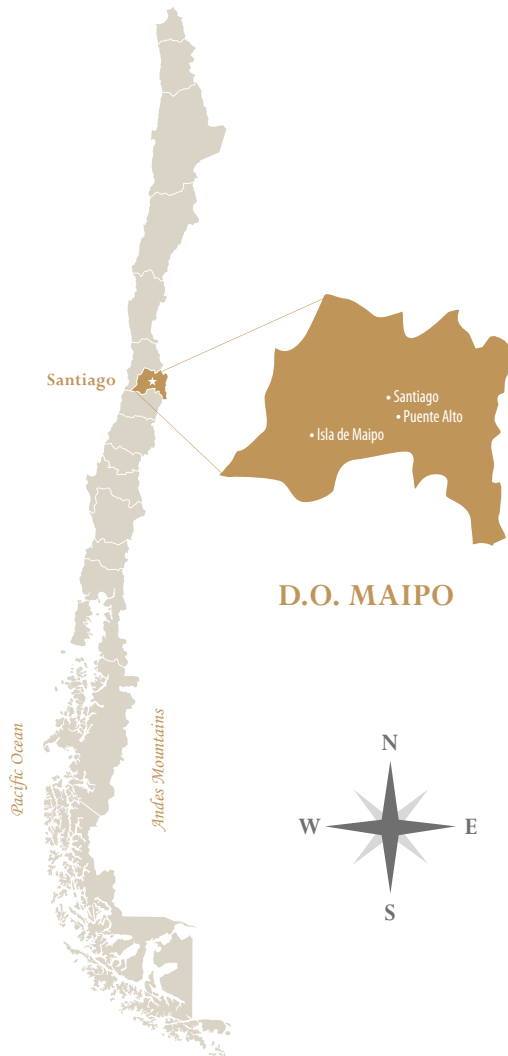 Santiago
• Santiago
• Puente Alto
• Isla de Maipo
D.O. MAIPO
Pacific Ocean
Andes Mountains
N
W
E
S